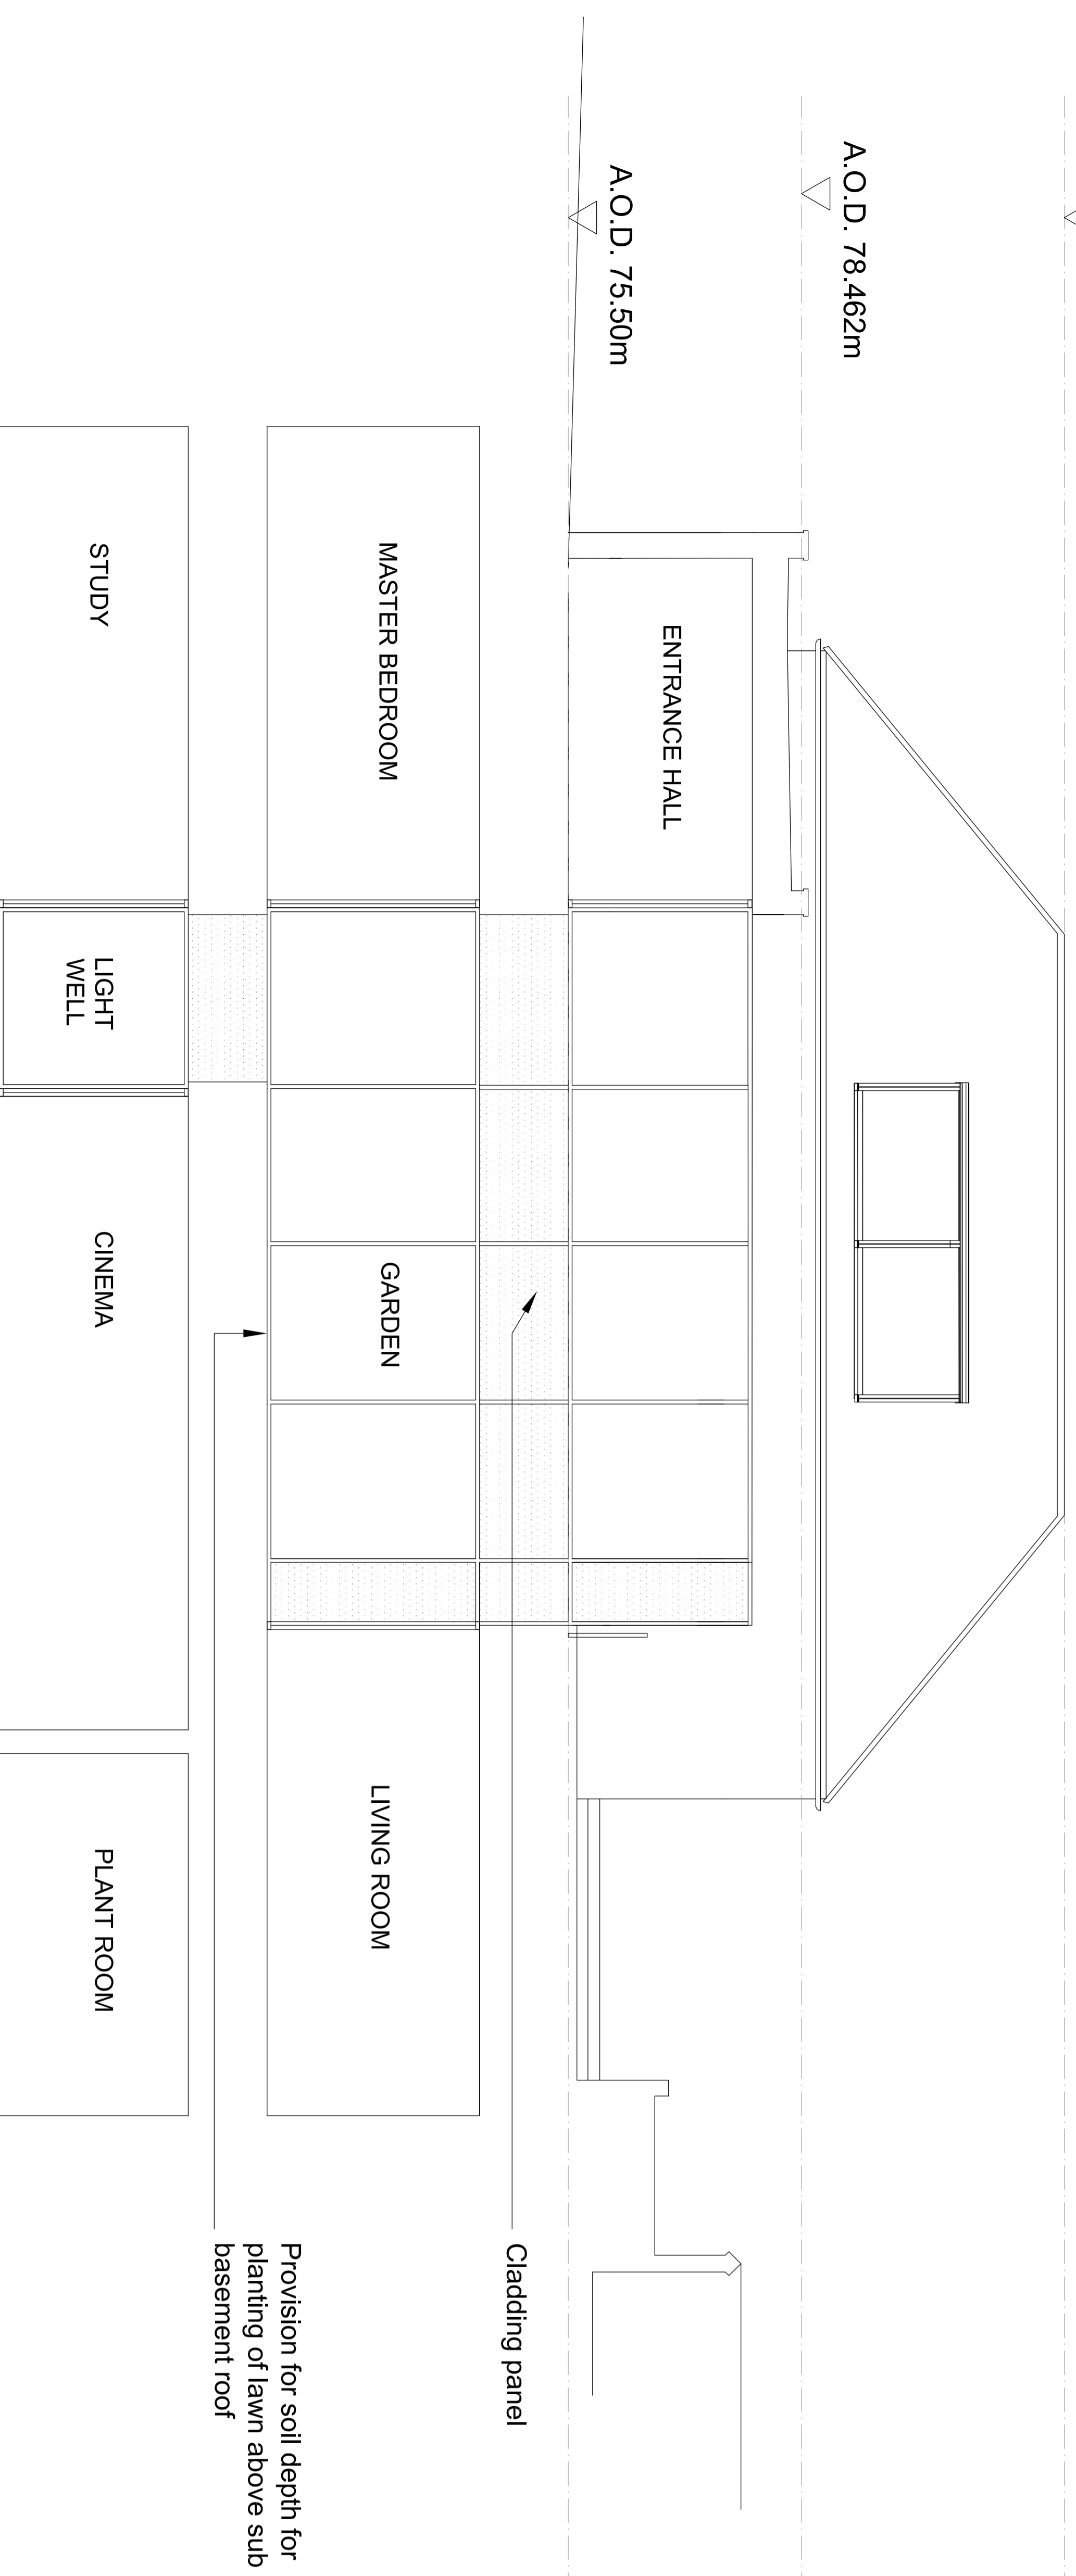 A.O.D. 78.462m
A.O.D. 75.50m
ENTRANCE HALL
Cladding panel
MASTER BEDROOM
GARDEN
LIVING ROOM
Provision for soil depth for
planting of lawn above sub
basement roof
STUDY
LIGHT
WELL
CINEMA
PLANT ROOM